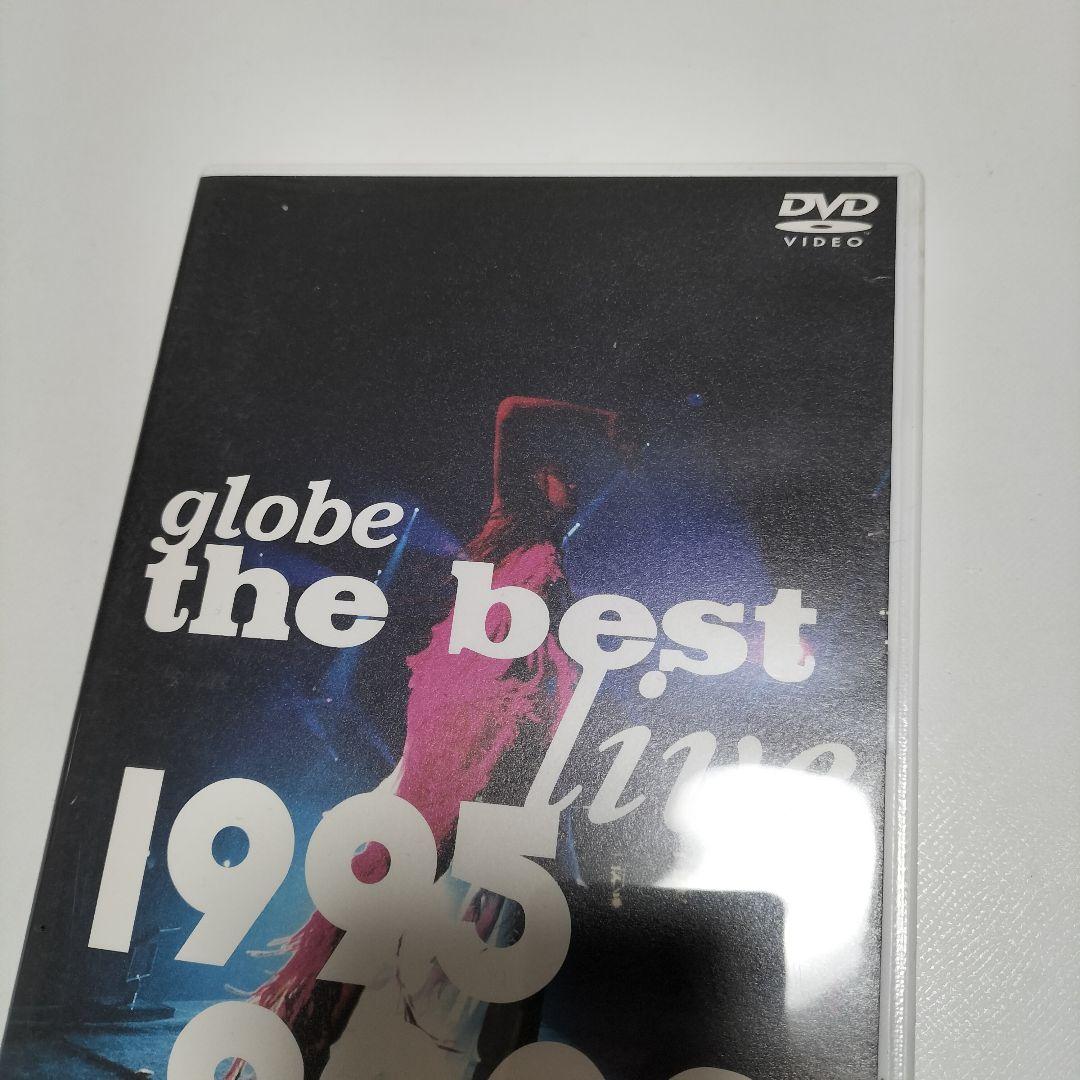 DVD
VIDEO
globe
the best
live
1995